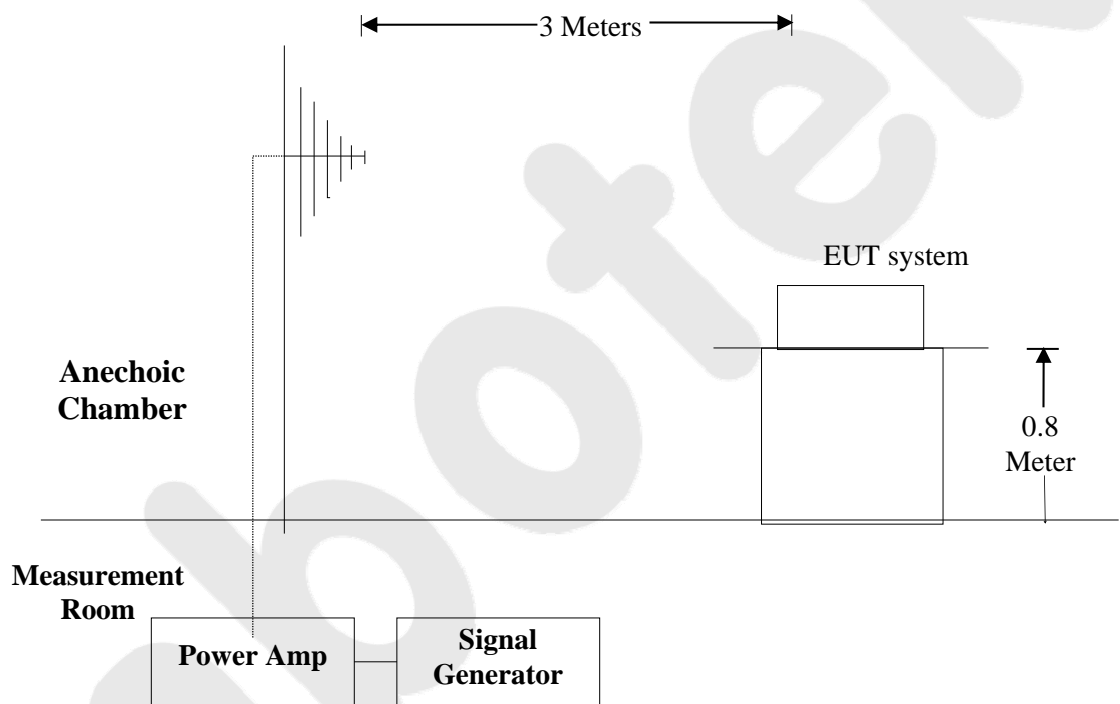 3 Meters
EUT system
Anechoic
Chamber
0.8
Meter
Measurement
Room
Power Amp
Signal
Generator